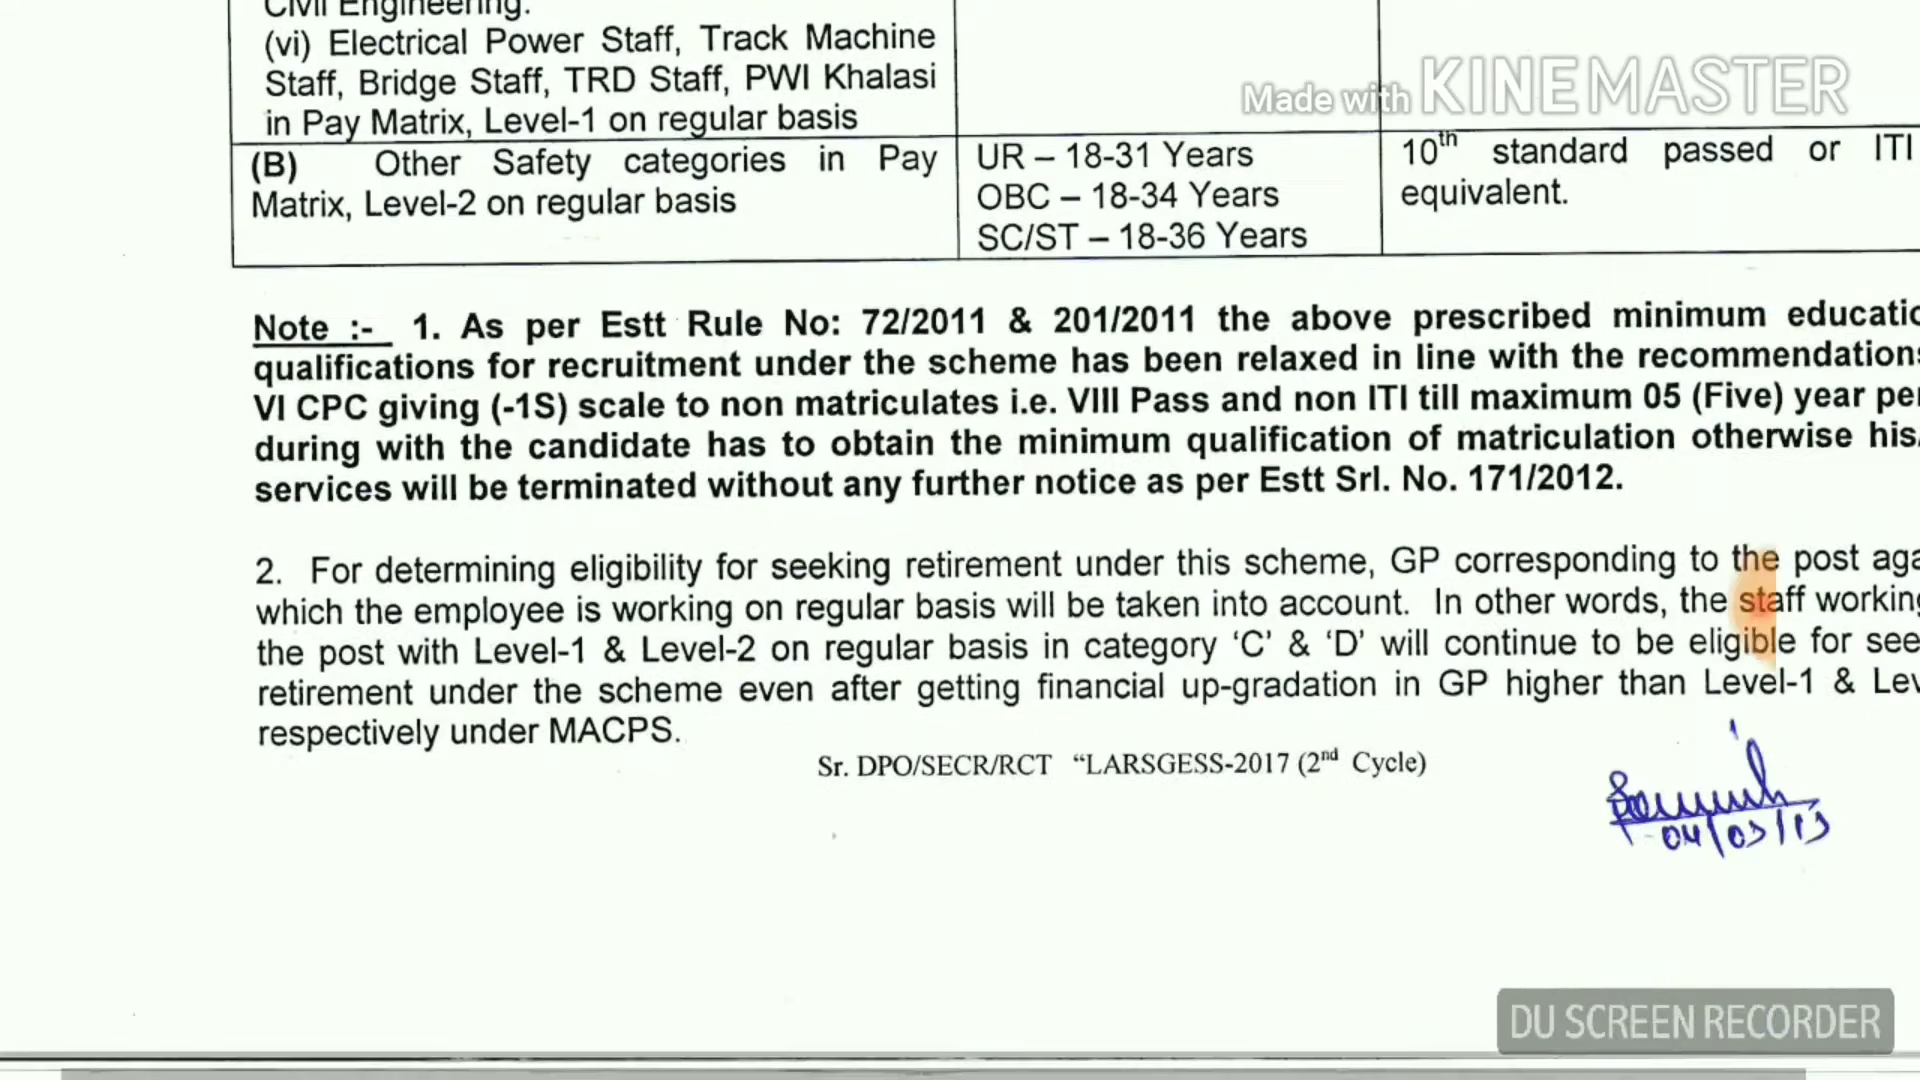 Civil Engineering.
(vi) Electrical Power Staff, Track Machine
Staff, Bridge Staff, TRD Staff, PWI Khalasi
in Pay Matrix, Level-1 on regular basis
Made with KINEMASTER
(B) Other Safety categories in Pay
Matrix, Level-2 on regular basis
UR – 18-31 Years
OBC – 18-34 Years
SC/ST – 18-36 Years
10th standard passed or ITI
equivalent.
Note :- 1. As per Estt Rule No: 72/2011 & 201/2011 the above prescribed minimum educatio
qualifications for recruitment under the scheme has been relaxed in line with the recommendations
VI CPC giving (-1S) scale to non matriculates i.e. VIII Pass and non ITI till maximum 05 (Five) year per
during with the candidate has to obtain the minimum qualification of matriculation otherwise his/
services will be terminated without any further notice as per Estt Srl. No. 171/2012.
2. For determining eligibility for seeking retirement under this scheme, GP corresponding to the post aga
which the employee is working on regular basis will be taken into account. In other words, the staff working
the post with Level-1 & Level-2 on regular basis in category ‘C’ & ‘D’ will continue to be eligible for see
retirement under the scheme even after getting financial up-gradation in GP higher than Level-1 & Lev
respectively under MACPS.
Sr. DPO/SECR/RCT “LARSGESS-2017 (2nd Cycle)
DU SCREEN RECORDER